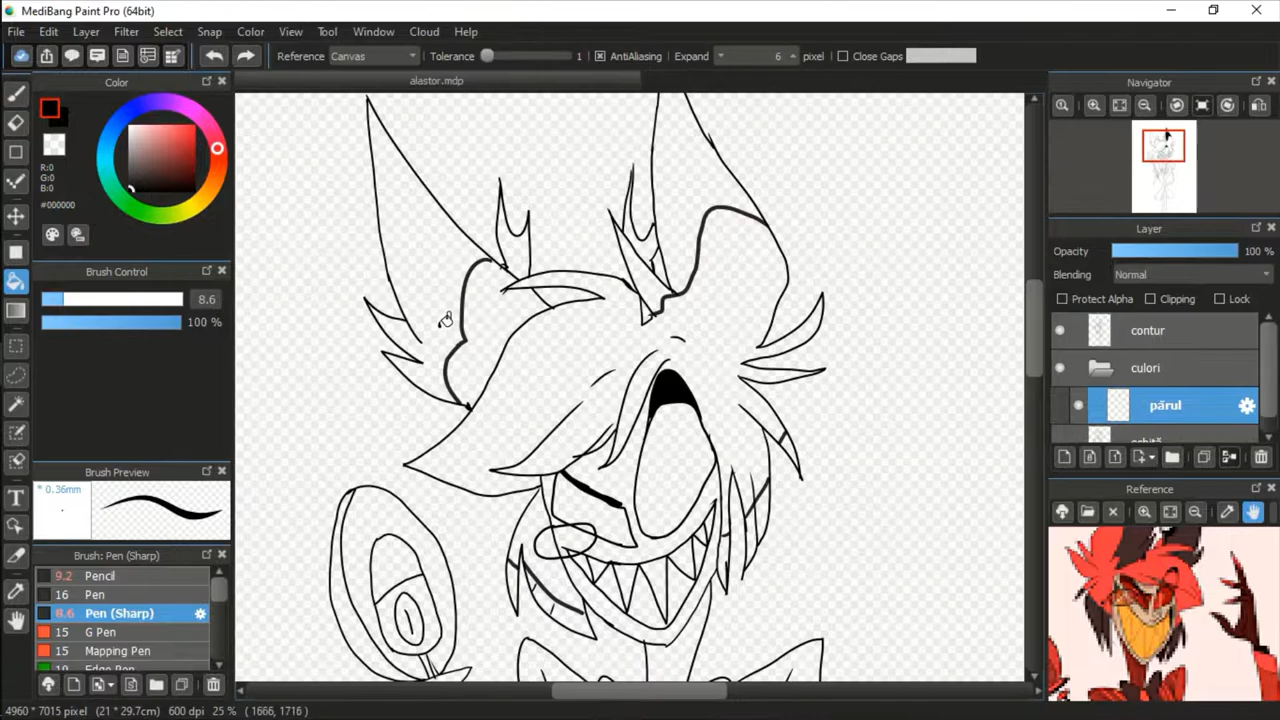 MediBang Paint Pro (64bit)
File Edit Layer Filter Select Snap Color View Tool Window Cloud Help
Reference Canvas Tolerance 1 AntiAliasing Expand 6 pixel Close Gaps
alastor.mdp
Color
R:0
G:0
B:0
#000000
Brush Control
8.6
100 %
Brush Preview
* 0.36mm
Brush: Pen (Sharp)
9.2 Pencil
16 Pen
8.6 Pen (Sharp)
15 G Pen
15 Mapping Pen
10 Edge Pen
Navigator
Layer
Opacity
Blending Normal
Protect Alpha Clipping Lock
contur
culori
părul
Reference
4960 * 7015 pixel (21 * 29.7cm) 600 dpi 25 % ( 1666, 1716 )